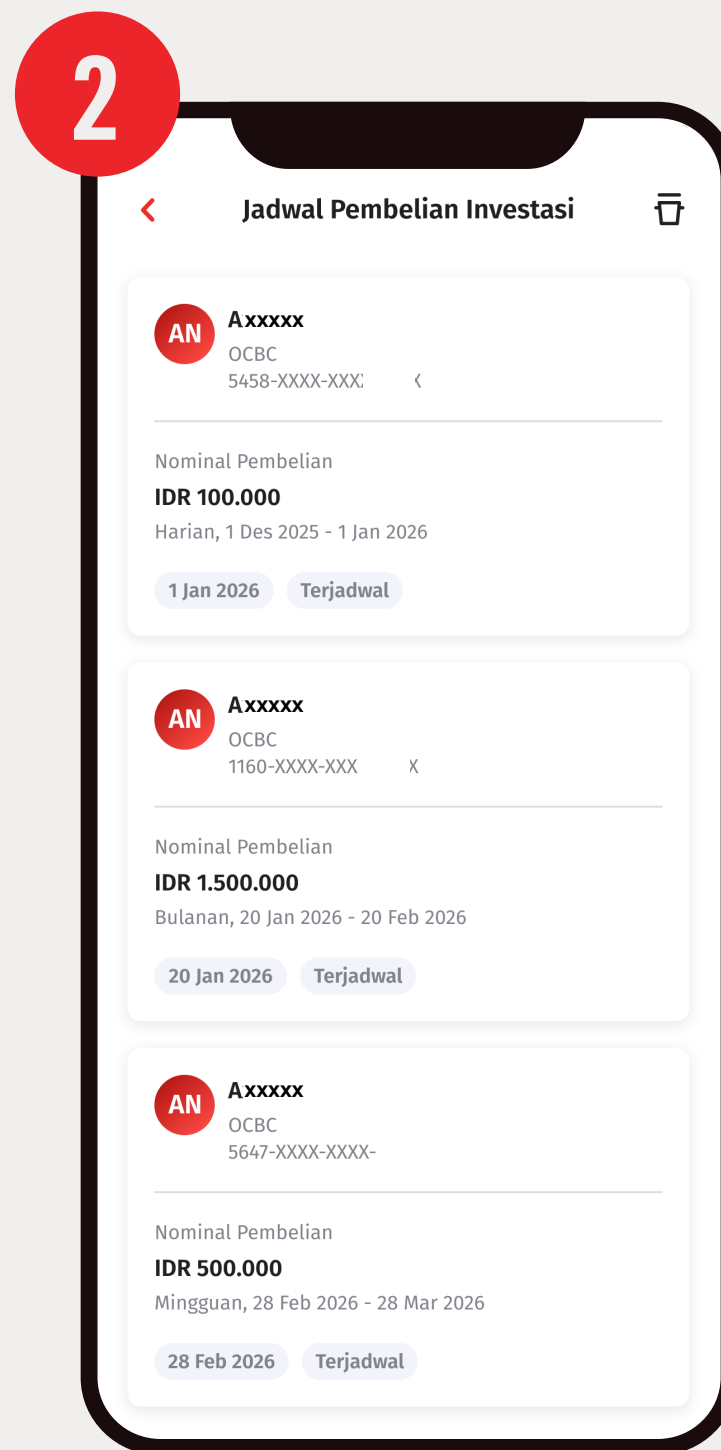 2
Jadwal Pembelian Investasi
AN
Axxxxx
OCBC
5458-XXXX-XXX
Nominal Pembelian
IDR 100.000
Harian, 1 Des 2025 - 1 Jan 2026
1 Jan 2026 Terjadwal
AN
Axxxxx
OCBC
1160-XXXX-XXX X
Nominal Pembelian
IDR 1.500.000
Bulanan, 20 Jan 2026 - 20 Feb 2026
20 Jan 2026 Terjadwal
AN
Axxxxx
OCBC
5647-XXXX-XXXX-
Nominal Pembelian
IDR 500.000
Mingguan, 28 Feb 2026 - 28 Mar 2026
28 Feb 2026 Terjadwal